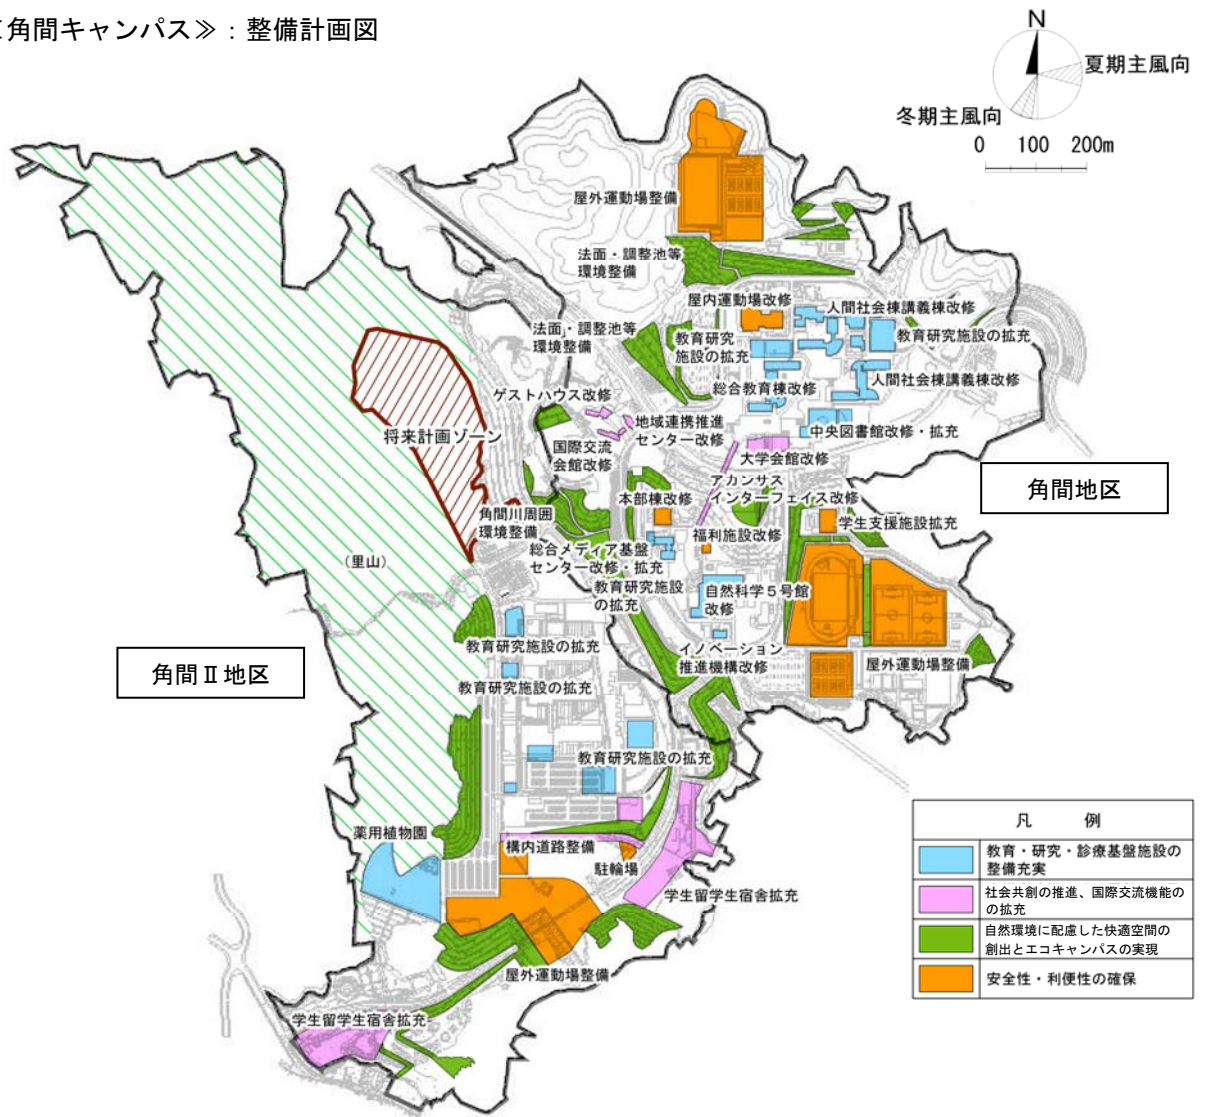 角間キャンパス≫：整備計画図
N
夏期主風向
冬期主風向
0 100 200m
屋外運動場整備
法面・調整池等
環境整備
屋内運動場改修
人間社会棟講義棟改修
法面・調整池等
環境整備
教育研究
施設の拡充
教育研究施設の拡充
総合教育棟改修
人間社会棟講義棟改修
ゲストハウス改修
地域連携推進
センター改修
中央図書館改修・拡充
将来計画ゾーン
国際交流
会館改修
大学会館改修
アカンサス
インターフェイス改修
角間地区
本部棟改修
角間川周囲
環境整備
学生支援施設拡充
福利施設改修
総合メディア基盤
センター改修・拡充
（里山）
教育研究施設
の拡充
自然科学５号館
改修
教育研究施設の拡充
イノベーション
推進機構改修
屋外運動場整備
角間Ⅱ地区
教育研究施設の拡充
教育研究施設の拡充
薬用植物園
構内道路整備
駐輪場
学生留学生宿舎拡充
屋外運動場整備
学生留学生宿舎拡充
凡 例
教育・研究・診療基盤施設の
整備充実
社会共創の推進、国際交流機能の
の拡充
自然環境に配慮した快適空間の
創出とエコキャンパスの実現
安全性・利便性の確保